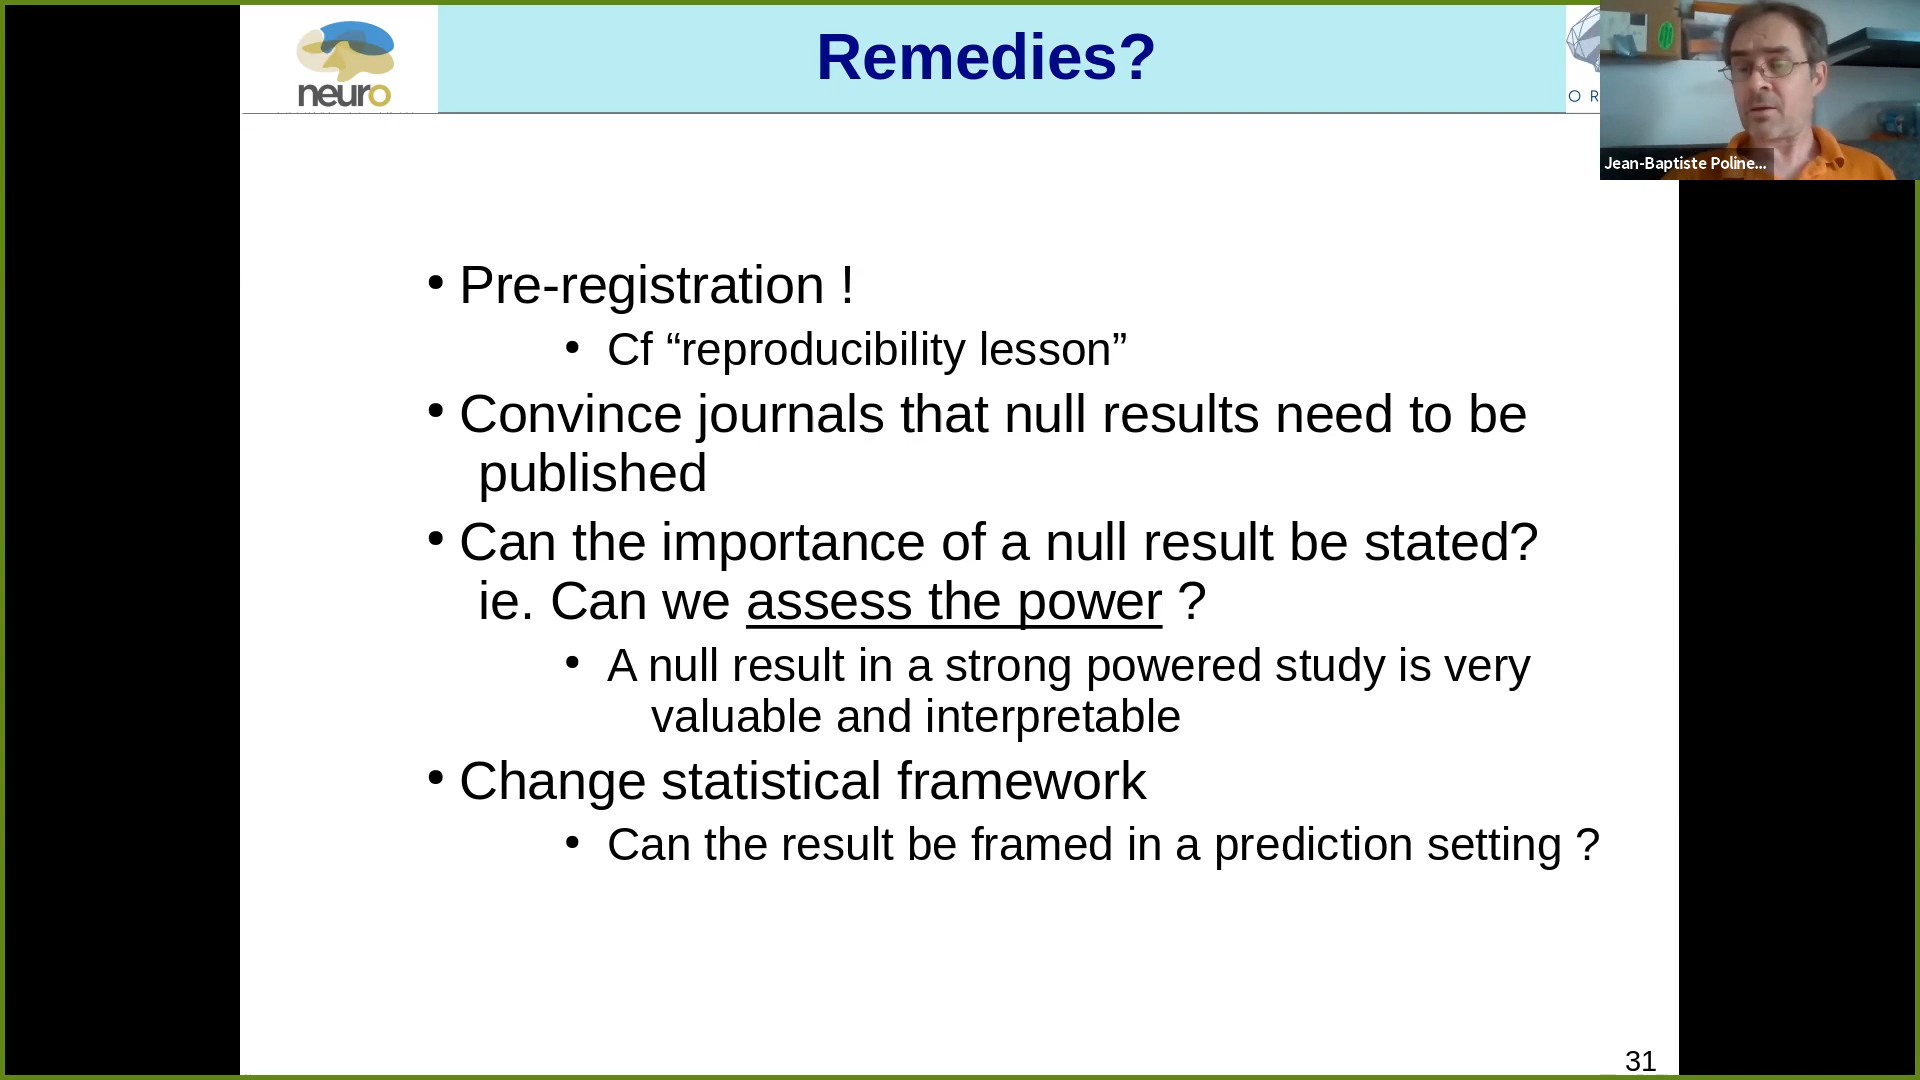 Remedies?
neuro
O R
Jean-Baptiste Poline...
• Pre-registration !
• Cf “reproducibility lesson”
• Convince journals that null results need to be
published
• Can the importance of a null result be stated?
ie. Can we assess the power ?
• A null result in a strong powered study is very
valuable and interpretable
• Change statistical framework
• Can the result be framed in a prediction setting ?
31